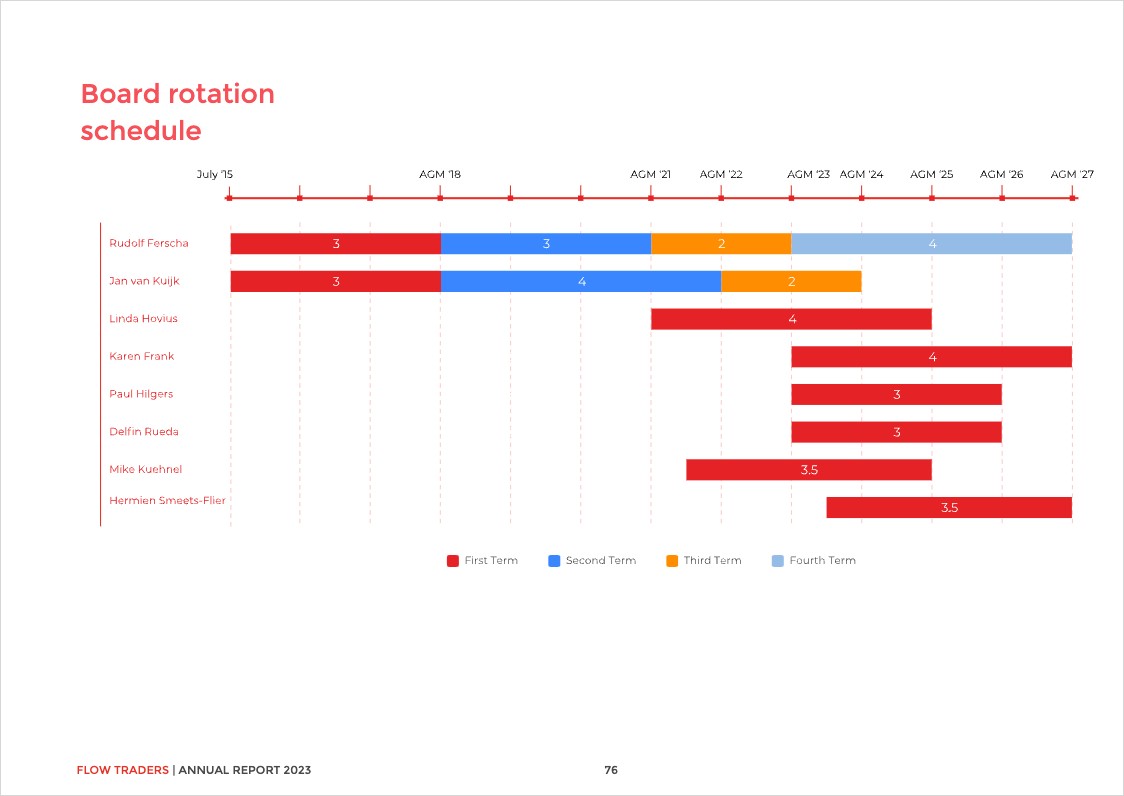 Board rotation
schedule
July '15 AGM '18 AGM '21 AGM '22 AGM '23 AGM '24 AGM '25 AGM '26 AGM '27
Rudolf Ferscha 3 3 2 4
Jan van Kuijk 3 4 2
Linda Hovius 4
Karen Frank 4
Paul Hilgers 3
Delfin Rueda 3
Mike Kuehnel 3.5
Hermien Smeets-Flier 3.5
First Term Second Term Third Term Fourth Term
FLOW TRADERS | ANNUAL REPORT 2023 76